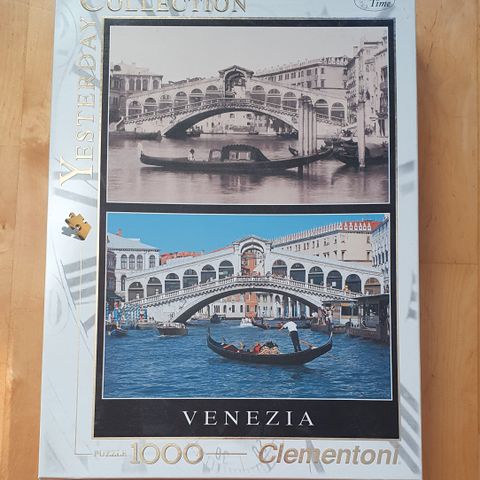 COLLECTION
Time
YESTERDAY
VENEZIA
PUZZLE 1000 Clementoni